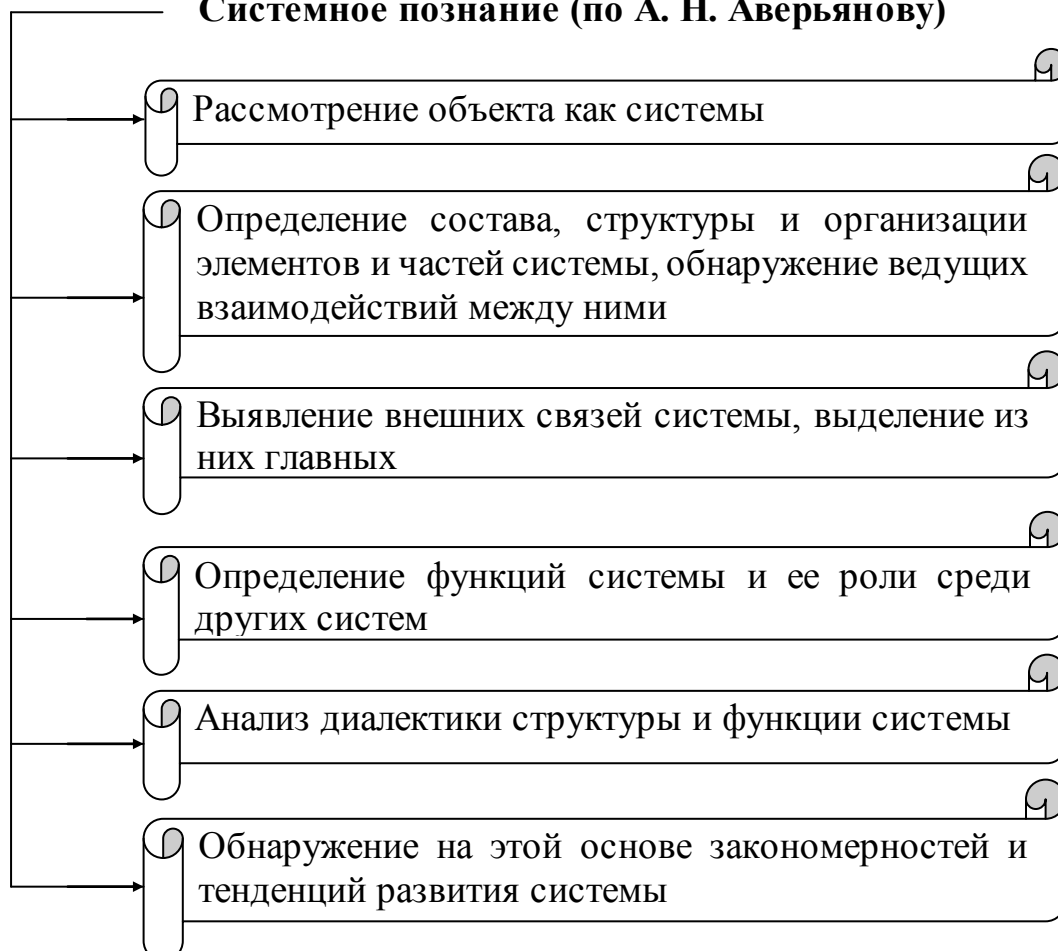 Системное познание (по А. Н. Аверьянову)
Рассмотрение объекта как системы
Определение состава, структуры и организации
элементов и частей системы, обнаружение ведущих
взаимодействий между ними
Выявление внешних связей системы, выделение из
них главных
Определение функций системы и ее роли среди
других систем
Анализ диалектики структуры и функции системы
Обнаружение на этой основе закономерностей и
тенденций развития системы